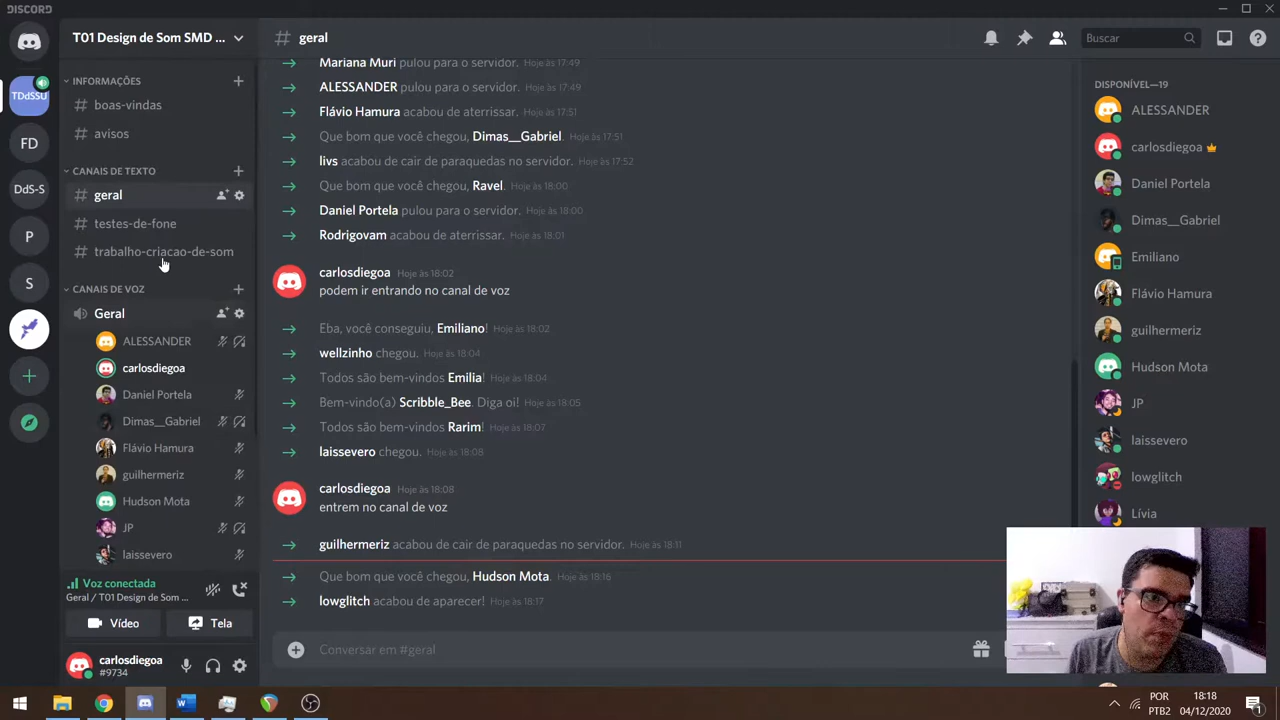 DISCORD
T01 Design de Som SMD ...
# geral
Buscar
INFORMAÇÕES
# boas-vindas
# avisos
CANAIS DE TEXTO
# geral
# testes-de-fone
# trabalho-criacao-de-som
CANAIS DE VOZ
Geral
ALESSANDER
carlosdiegoa
Daniel Portela
Dimas__Gabriel
Flávio Hamura
guilhermeriz
Hudson Mota
JP
laissevero
Voz conectada
Geral / T01 Design de Som ...
Vídeo
Tela
carlosdiegoa
#9734
TDdSSU
FD
DdS-S
P
S
Mariana Muri pulou para o servidor. Hoje às 17:49
ALESSANDER pulou para o servidor. Hoje às 17:49
Flávio Hamura acabou de aterrissar. Hoje às 17:51
Que bom que você chegou, Dimas__Gabriel. Hoje às 17:51
livs acabou de cair de paraquedas no servidor. Hoje às 17:52
Que bom que você chegou, Ravel. Hoje às 18:00
Daniel Portela pulou para o servidor. Hoje às 18:00
Rodrigovam acabou de aterrissar. Hoje às 18:01
carlosdiegoa Hoje às 18:02
podem ir entrando no canal de voz
Eba, você conseguiu, Emiliano! Hoje às 18:02
wellzinho chegou. Hoje às 18:04
Todos são bem-vindos Emilia! Hoje às 18:04
Bem-vindo(a) Scribble_Bee. Diga oi! Hoje às 18:05
Todos são bem-vindos Rarim! Hoje às 18:07
laissevero chegou. Hoje às 18:08
carlosdiegoa Hoje às 18:08
entrem no canal de voz
guilhermeriz acabou de cair de paraquedas no servidor. Hoje às 18:11
Que bom que você chegou, Hudson Mota. Hoje às 18:16
lowglitch acabou de aparecer! Hoje às 18:17
Conversar em #geral
DISPONÍVEL—19
ALESSANDER
carlosdiegoa
Daniel Portela
Dimas__Gabriel
Emiliano
Flávio Hamura
guilhermeriz
Hudson Mota
JP
laissevero
lowglitch
Lívia
POR
PTB2
18:18
04/12/2020
1